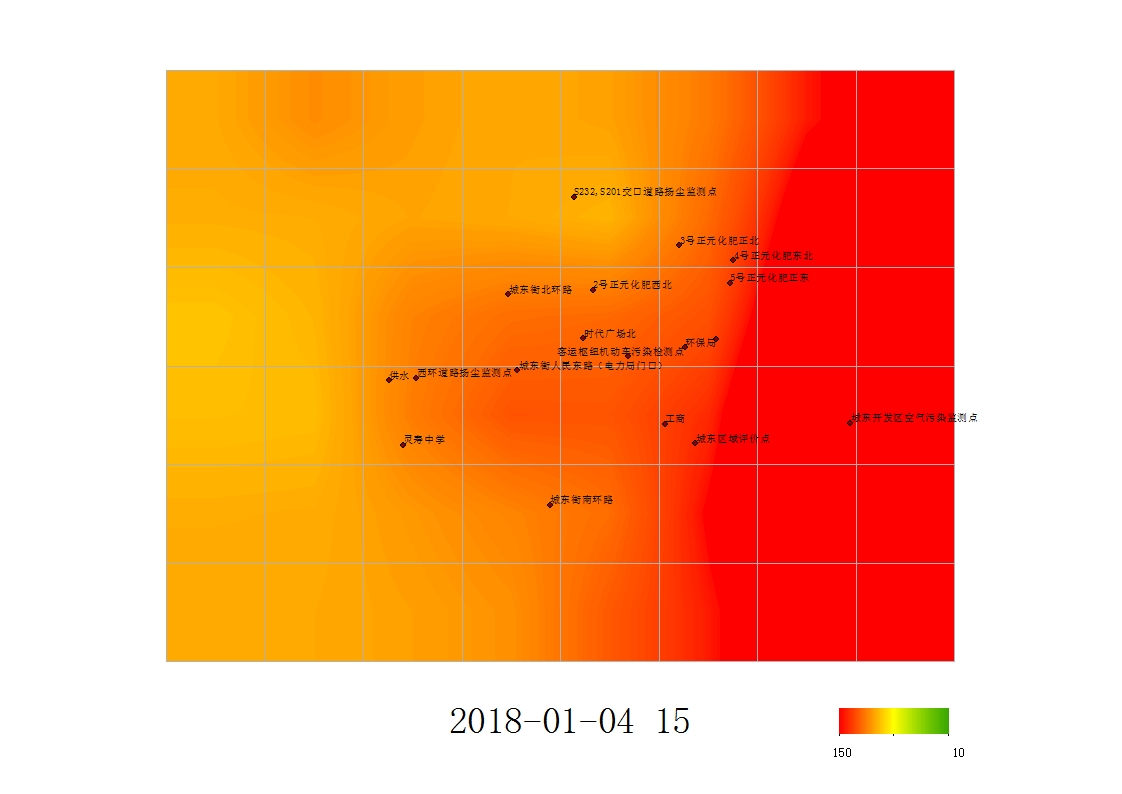 S232,S201交口道路扬尘监测点
3号正元化肥正北
4号正元化肥东北
5号正元化肥正东
2号正元化肥西北
城东街北环路
时代广场北
环保局
客运枢纽机动车污染检测点
城东街人民东路（电力局门口）
西环道路扬尘监测点
供水
工商
城东开发区空气污染监测点
城东区域评价点
灵寿中学
城东街南环路
2018-01-04 15
150
10